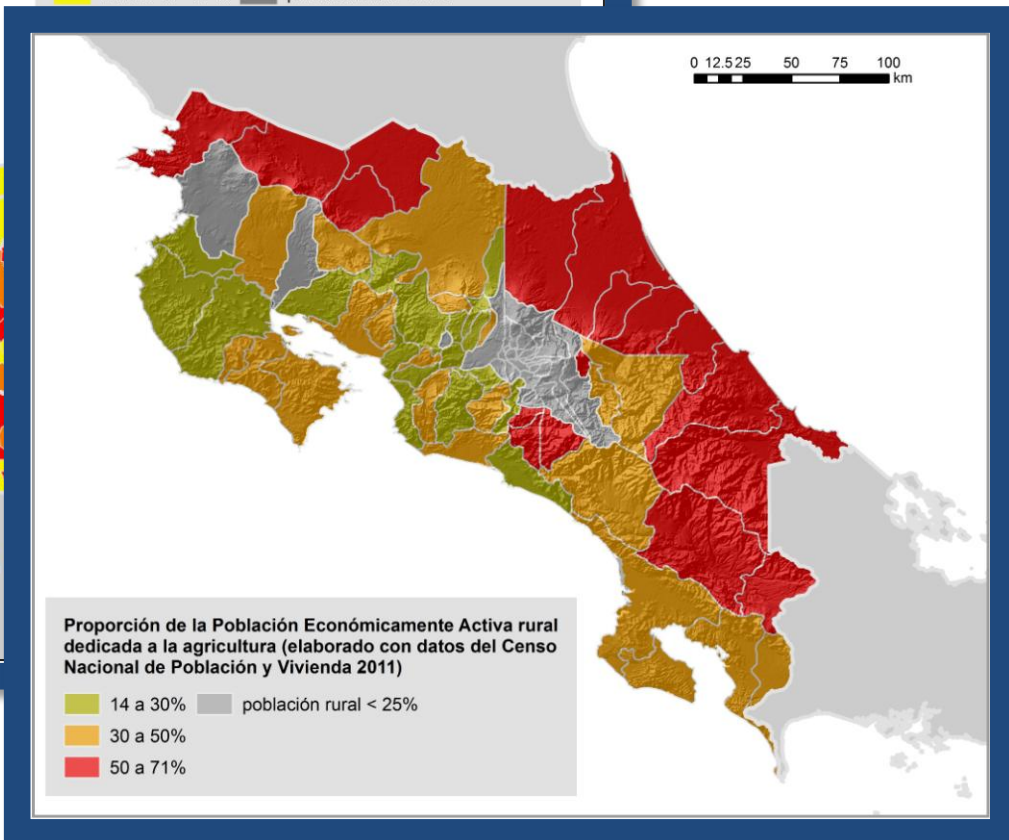 0 12.5 25 50 75 100
km
Proporción de la Población Económicamente Activa rural
dedicada a la agricultura (elaborado con datos del Censo
Nacional de Población y Vivienda 2011)
14 a 30% población rural < 25%
30 a 50%
50 a 71%